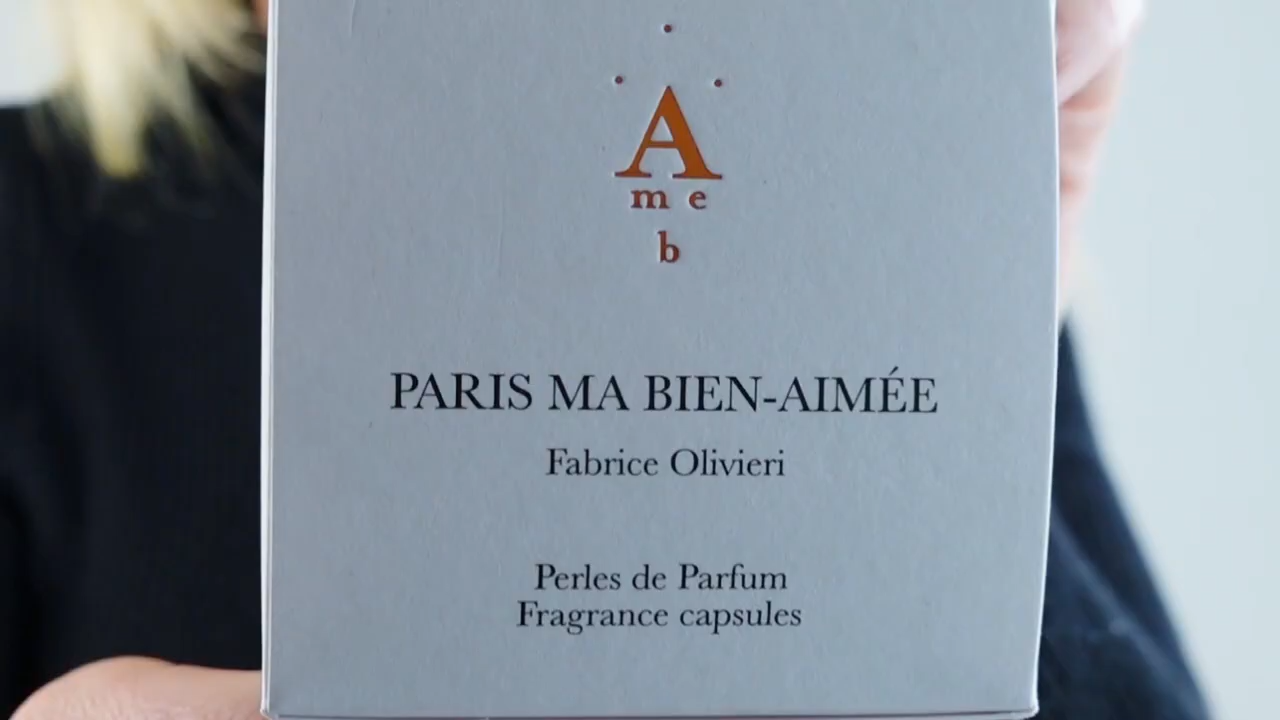 A
m e
b
PARIS MA BIEN-AIMÉE
Fabrice Olivieri
Perles de Parfum
Fragrance capsules